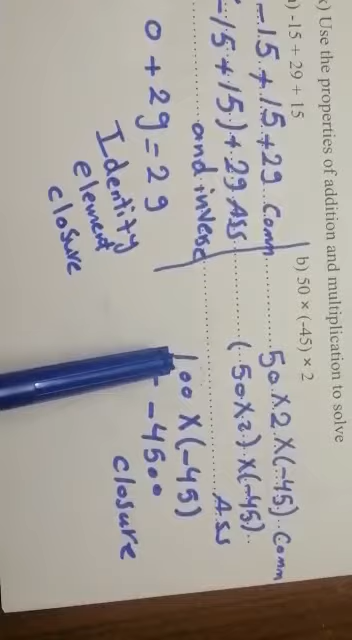 ) Use the properties of addition and multiplication to solve
) -15 + 29 + 15
-15 + 15 + 29 Comm
-15 + 15) + 29 Ass
and inverse
0 + 29 = 29
Identity
element
closure
b) 50 × (-45) × 2
50 × 2 × (-45) Comm
(50 × 2) × (-45)
Ass
100 × (-45)
= -4500
closure